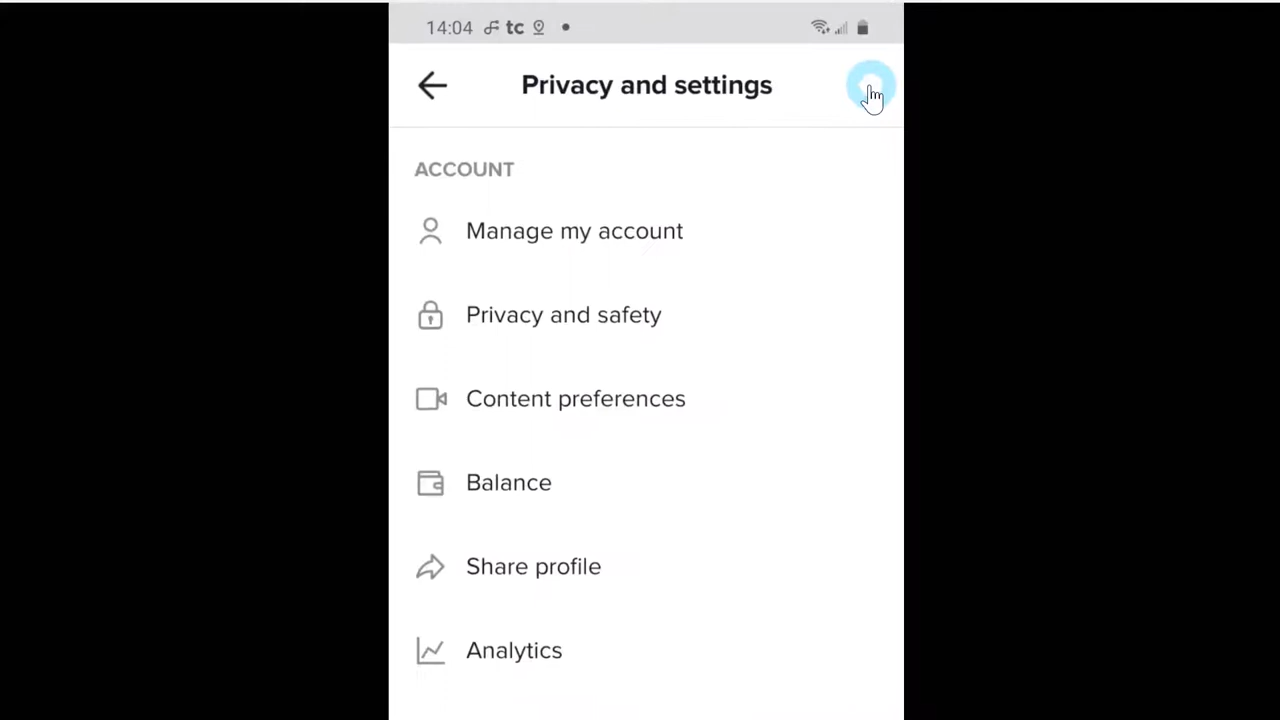 14:04 tc
Privacy and settings
ACCOUNT
Manage my account
Privacy and safety
Content preferences
Balance
Share profile
Analytics